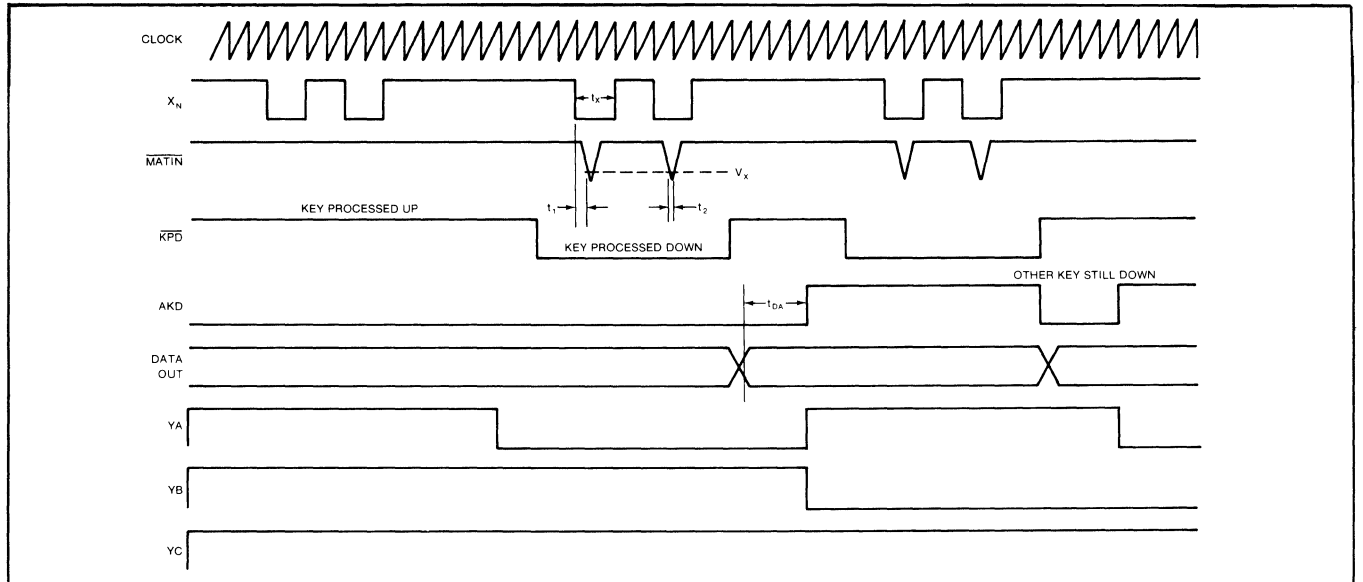 CLOCK
X_N
t_X
MATIN
V_X
t_1
t_2
KEY PROCESSED UP
KPD
KEY PROCESSED DOWN
OTHER KEY STILL DOWN
AKD
t_DA
DATA
OUT
YA
YB
YC